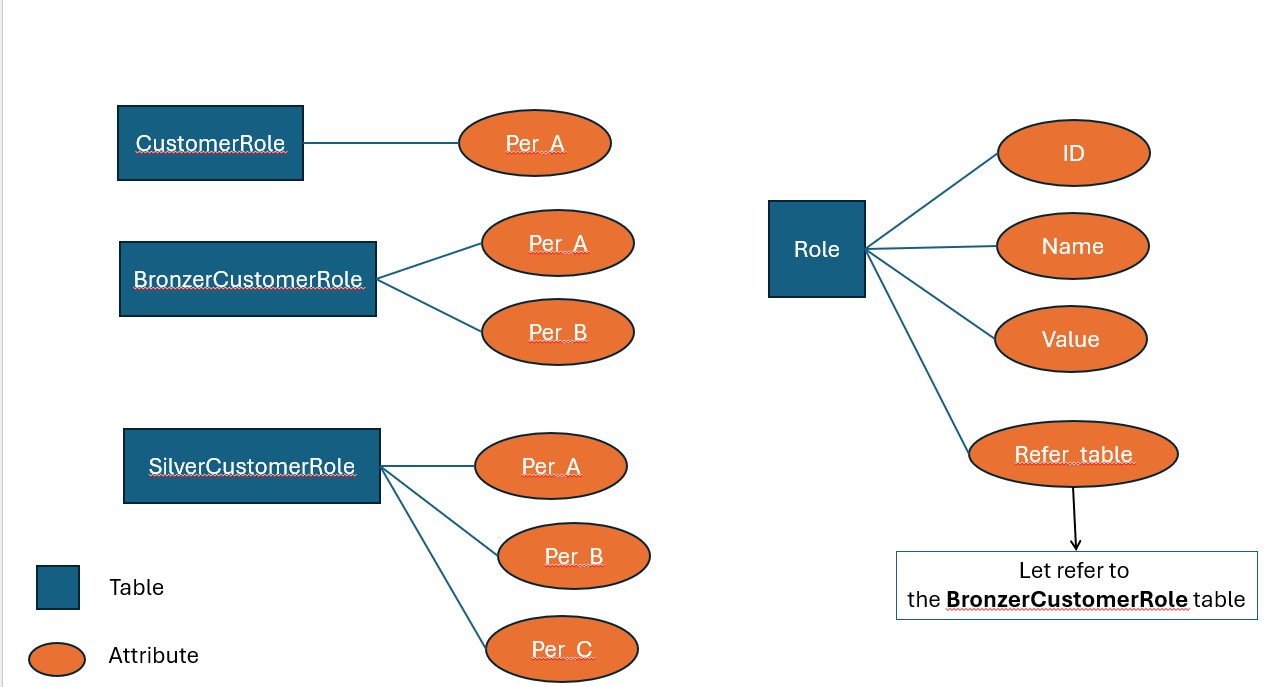 CustomerRole
Per_A
BronzerCustomerRole
Per_A
Per_B
SilverCustomerRole
Per_A
Per_B
Per_C
Table
Attribute
Role
ID
Name
Value
Refer_table
Let refer to
the BronzerCustomerRole table